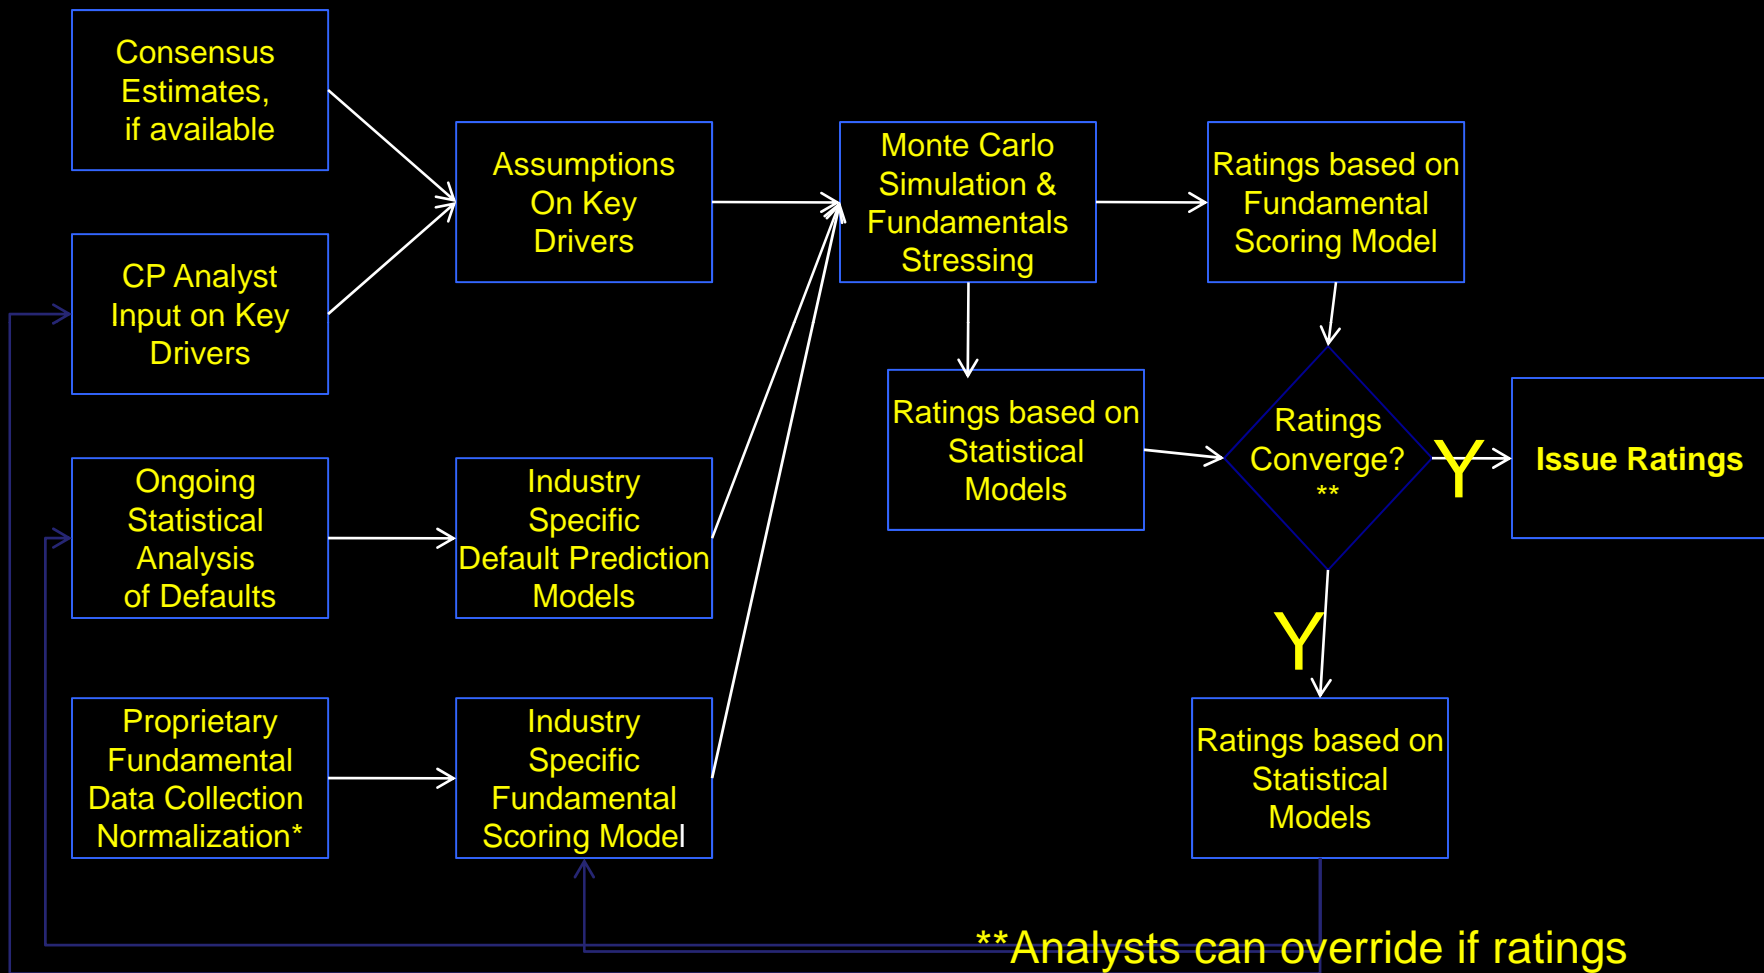 Consensus
Estimates,
if available
CP Analyst
Input on Key
Drivers
Ongoing
Statistical
Analysis
of Defaults
Proprietary
Fundamental
Data Collection
Normalization*
Assumptions
On Key
Drivers
Industry
Specific
Default Prediction
Models
Industry
Specific
Fundamental
Scoring Model
Monte Carlo
Simulation &
Fundamentals
Stressing
Ratings based on
Statistical
Models
Ratings based on
Fundamental
Scoring Model
Ratings
Converge?
**
Y
Issue Ratings
Y
Ratings based on
Statistical
Models
**Analysts can override if ratings